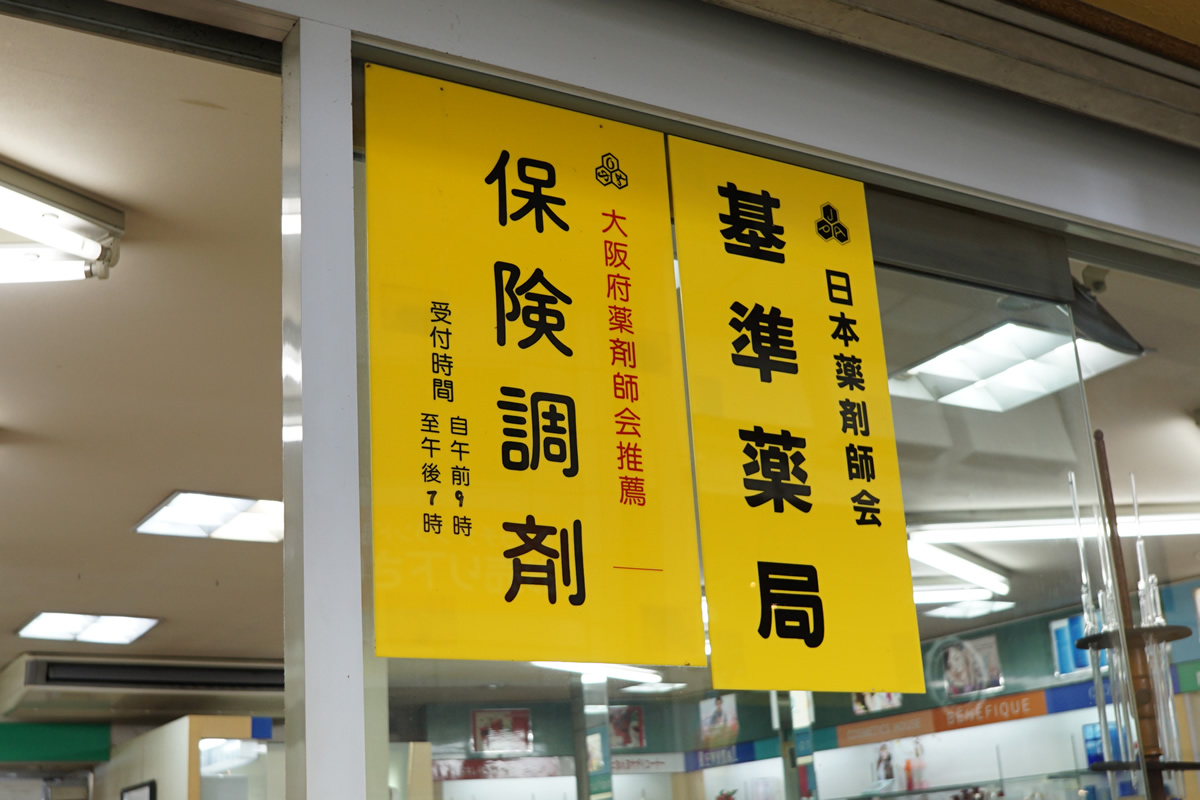 日本薬剤師会
基準薬局
大阪府薬剤師会推薦
保険調剤
受付時間
自午前9時
至午後7時
BENEFIQUE